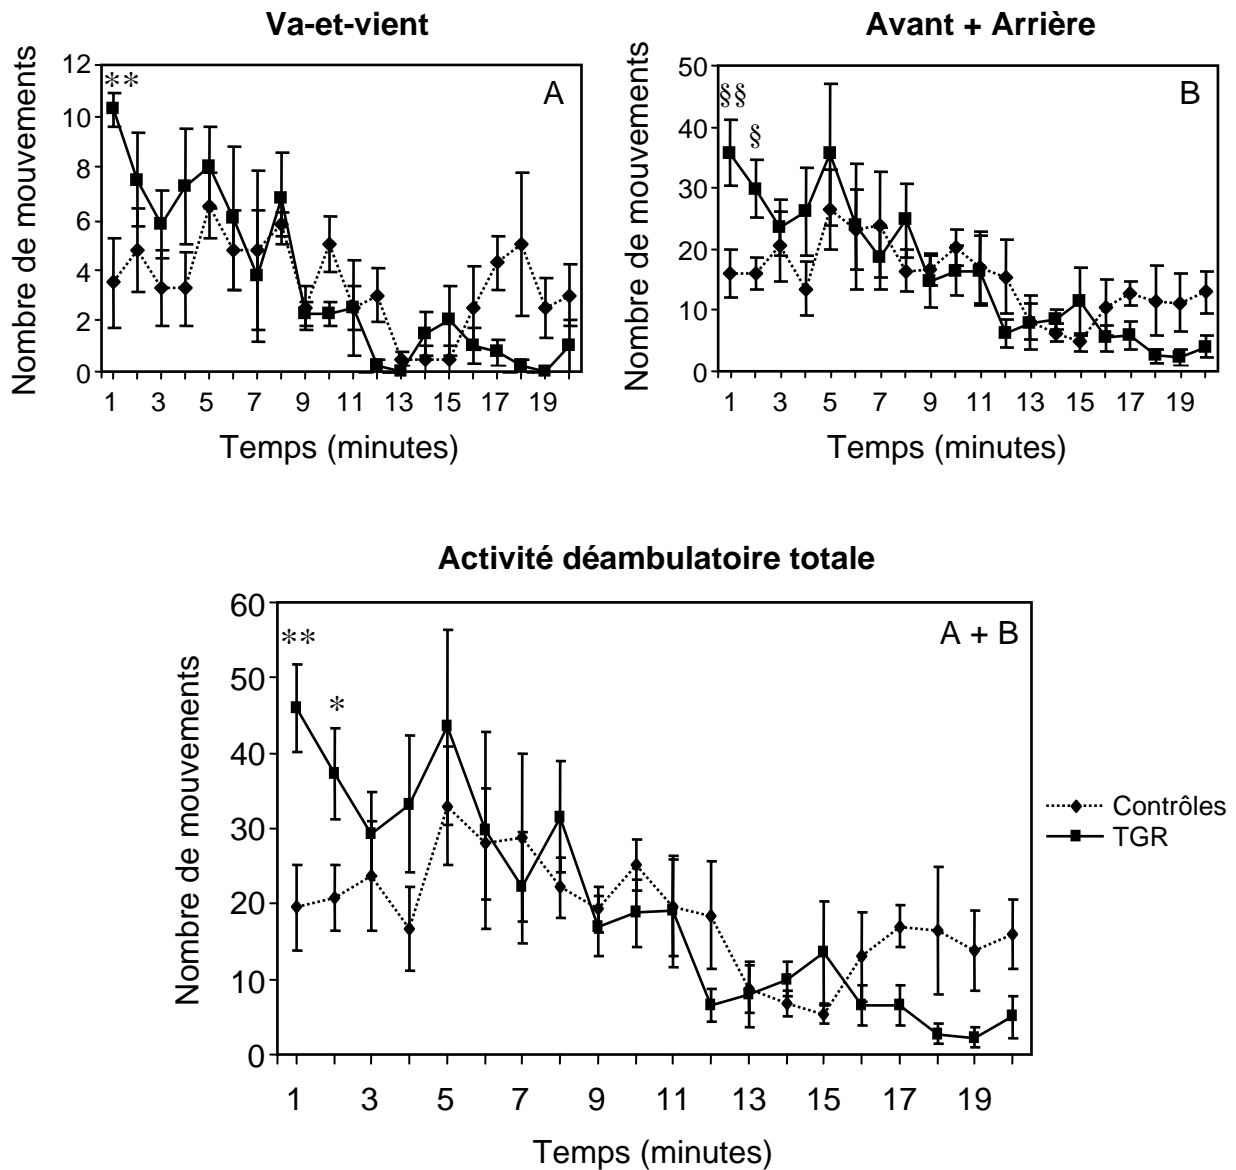 Va-et-vient
Avant + Arrière
Nombre de mouvements
12
10
8
6
4
2
0
**
A
1 3 5 7 9 11 13 15 17 19
Temps (minutes)
Nombre de mouvements
50
40
30
20
10
0
§§
§
B
1 3 5 7 9 11 13 15 17 19
Temps (minutes)
Activité déambulatoire totale
Nombre de mouvements
60
50
40
30
20
10
0
**
*
A + B
1 3 5 7 9 11 13 15 17 19
Temps (minutes)
Contrôles
TGR